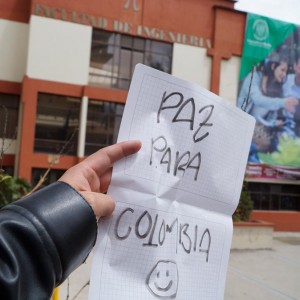 FACULTAD DE INGENIERIA
PAZ
PARA
COLOMBIA